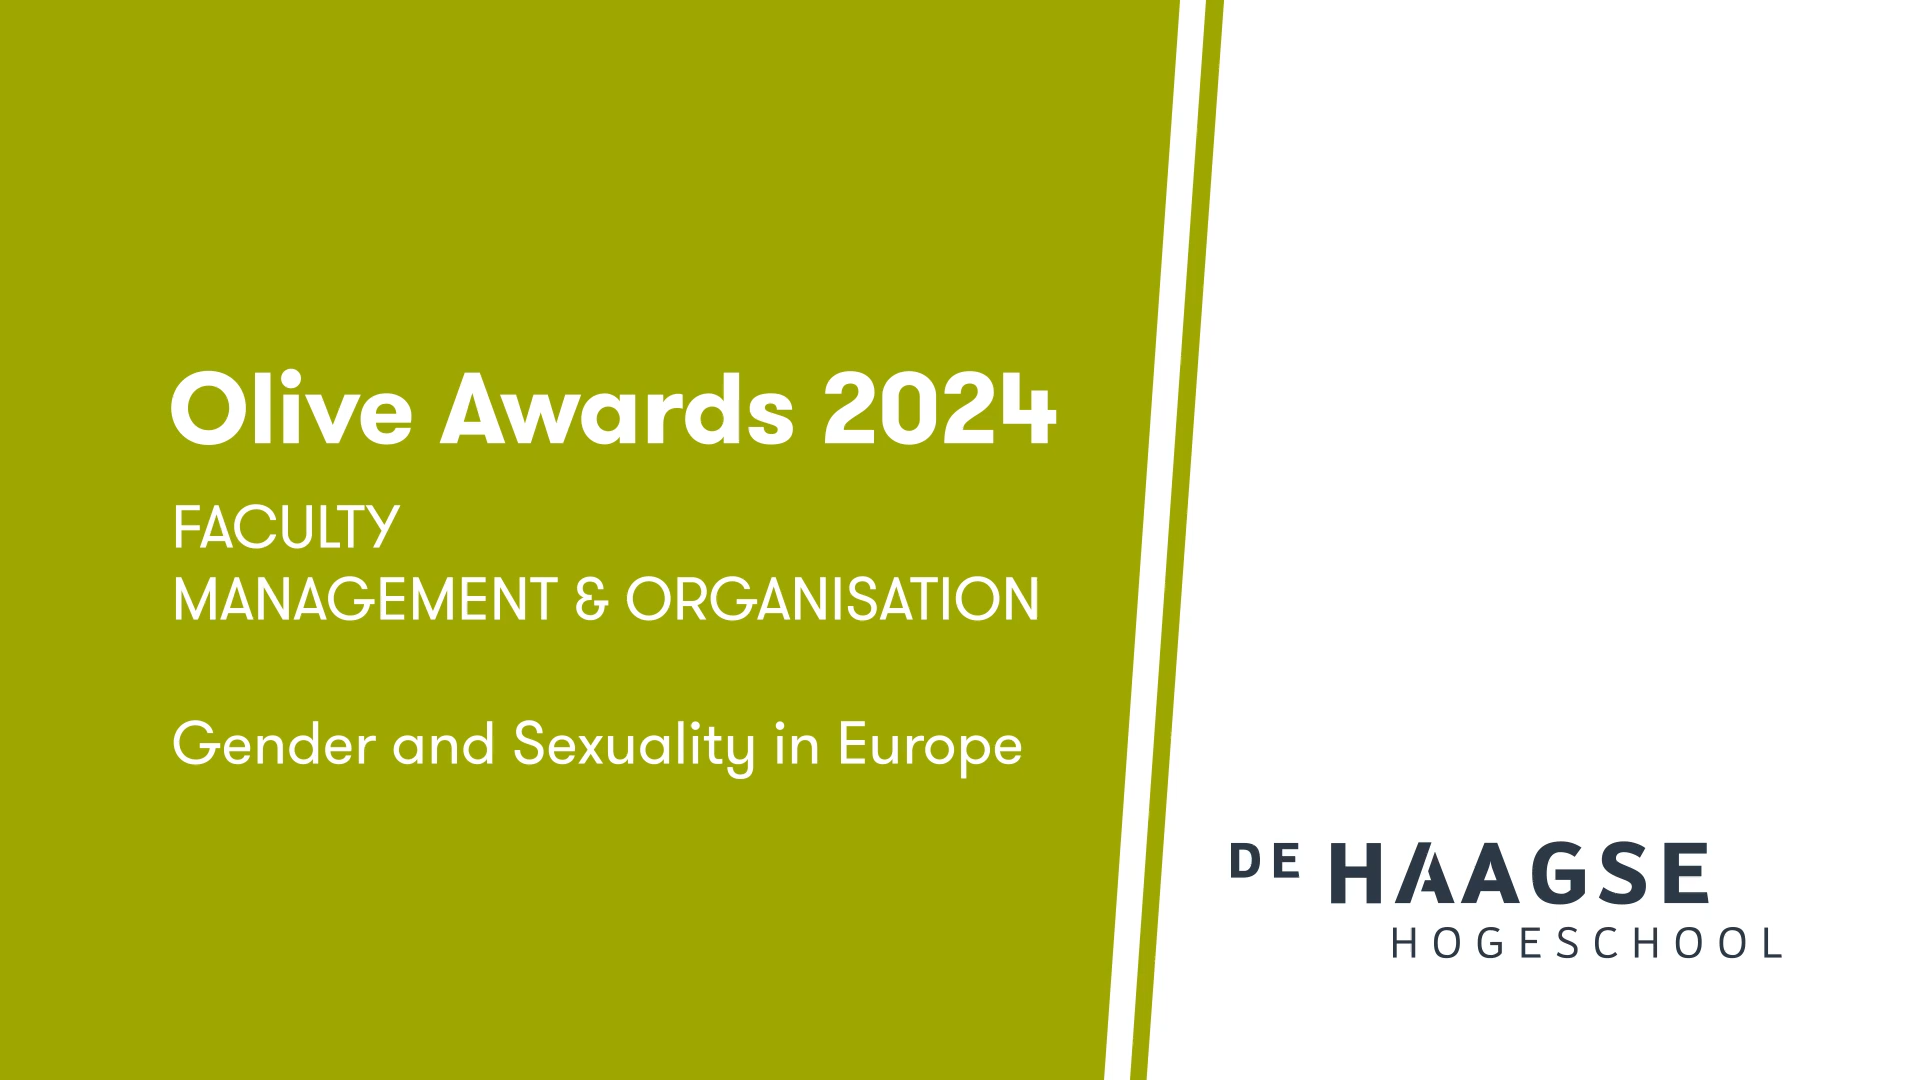 Olive Awards 2024
FACULTY
MANAGEMENT & ORGANISATION
Gender and Sexuality in Europe
DE HAAGSE
HOGESCHOOL